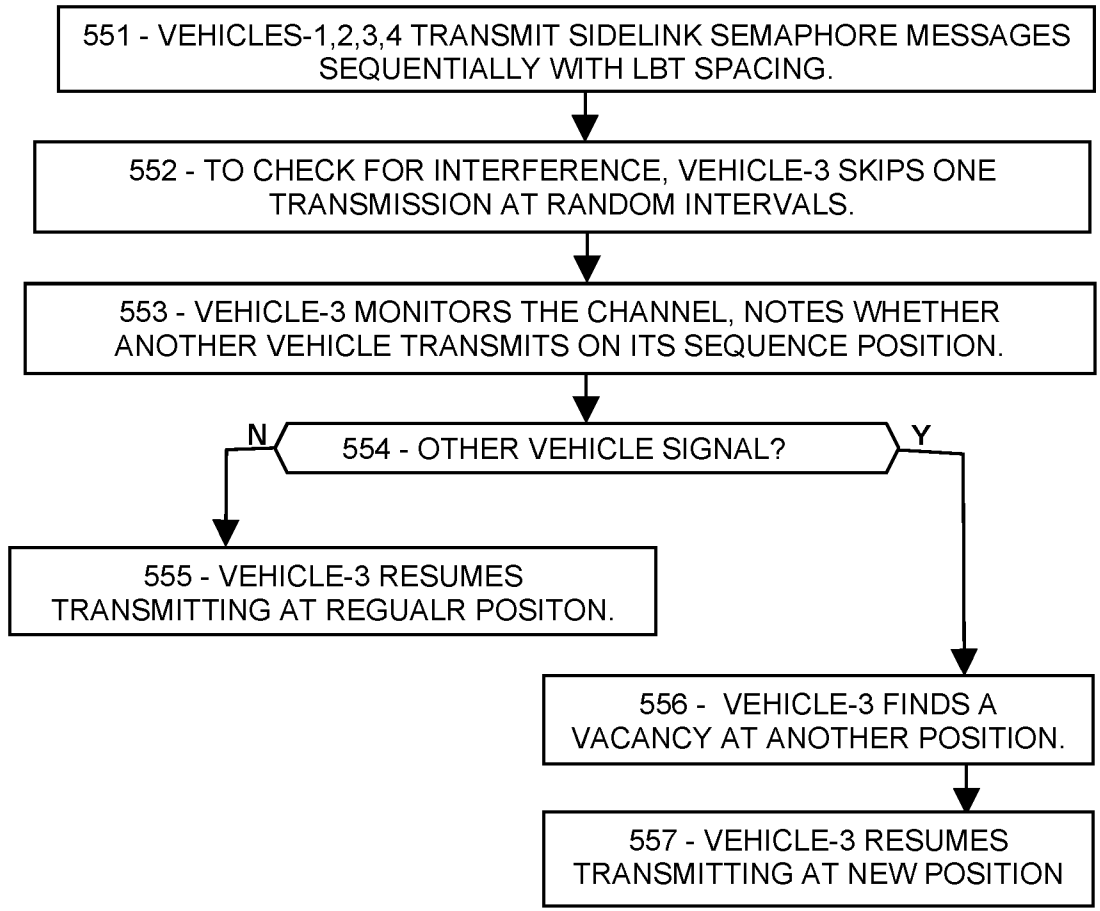 551 - VEHICLES-1,2,3,4 TRANSMIT SIDELINK SEMAPHORE MESSAGES
SEQUENTIALLY WITH LBT SPACING.
552 - TO CHECK FOR INTERFERENCE, VEHICLE-3 SKIPS ONE
TRANSMISSION AT RANDOM INTERVALS.
553 - VEHICLE-3 MONITORS THE CHANNEL, NOTES WHETHER
ANOTHER VEHICLE TRANSMITS ON ITS SEQUENCE POSITION.
N
554 - OTHER VEHICLE SIGNAL?
Y
555 - VEHICLE-3 RESUMES
TRANSMITTING AT REGUALR POSITON.
556 - VEHICLE-3 FINDS A
VACANCY AT ANOTHER POSITION.
557 - VEHICLE-3 RESUMES
TRANSMITTING AT NEW POSITION